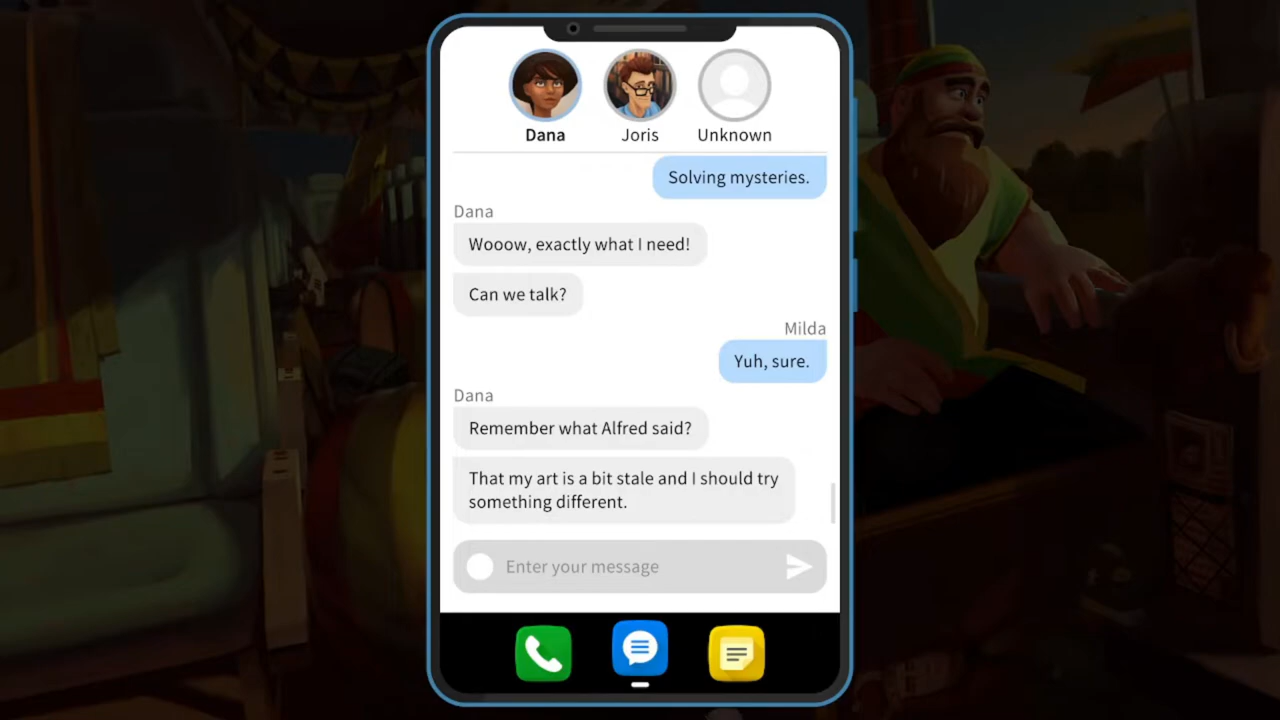 Dana
Joris
Unknown
Solving mysteries.
Dana
Wooow, exactly what I need!
Can we talk?
Milda
Yuh, sure.
Dana
Remember what Alfred said?
That my art is a bit stale and I should try
something different.
Enter your message